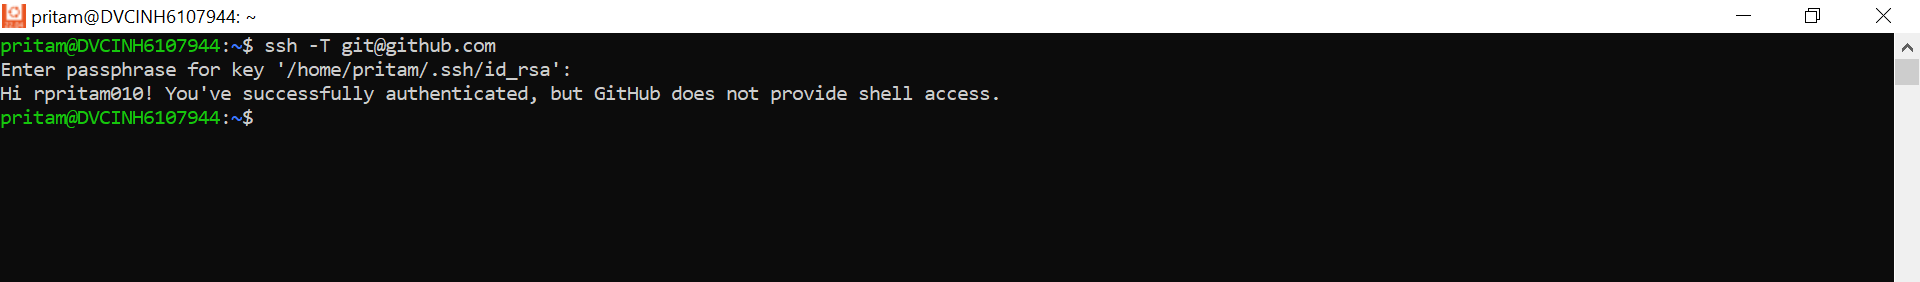 pritam@DVCINH6107944: ~
pritam@DVCINH6107944:~$ ssh -T git@github.com
Enter passphrase for key '/home/pritam/.ssh/id_rsa':
Hi rpritam010! You've successfully authenticated, but GitHub does not provide shell access.
pritam@DVCINH6107944:~$